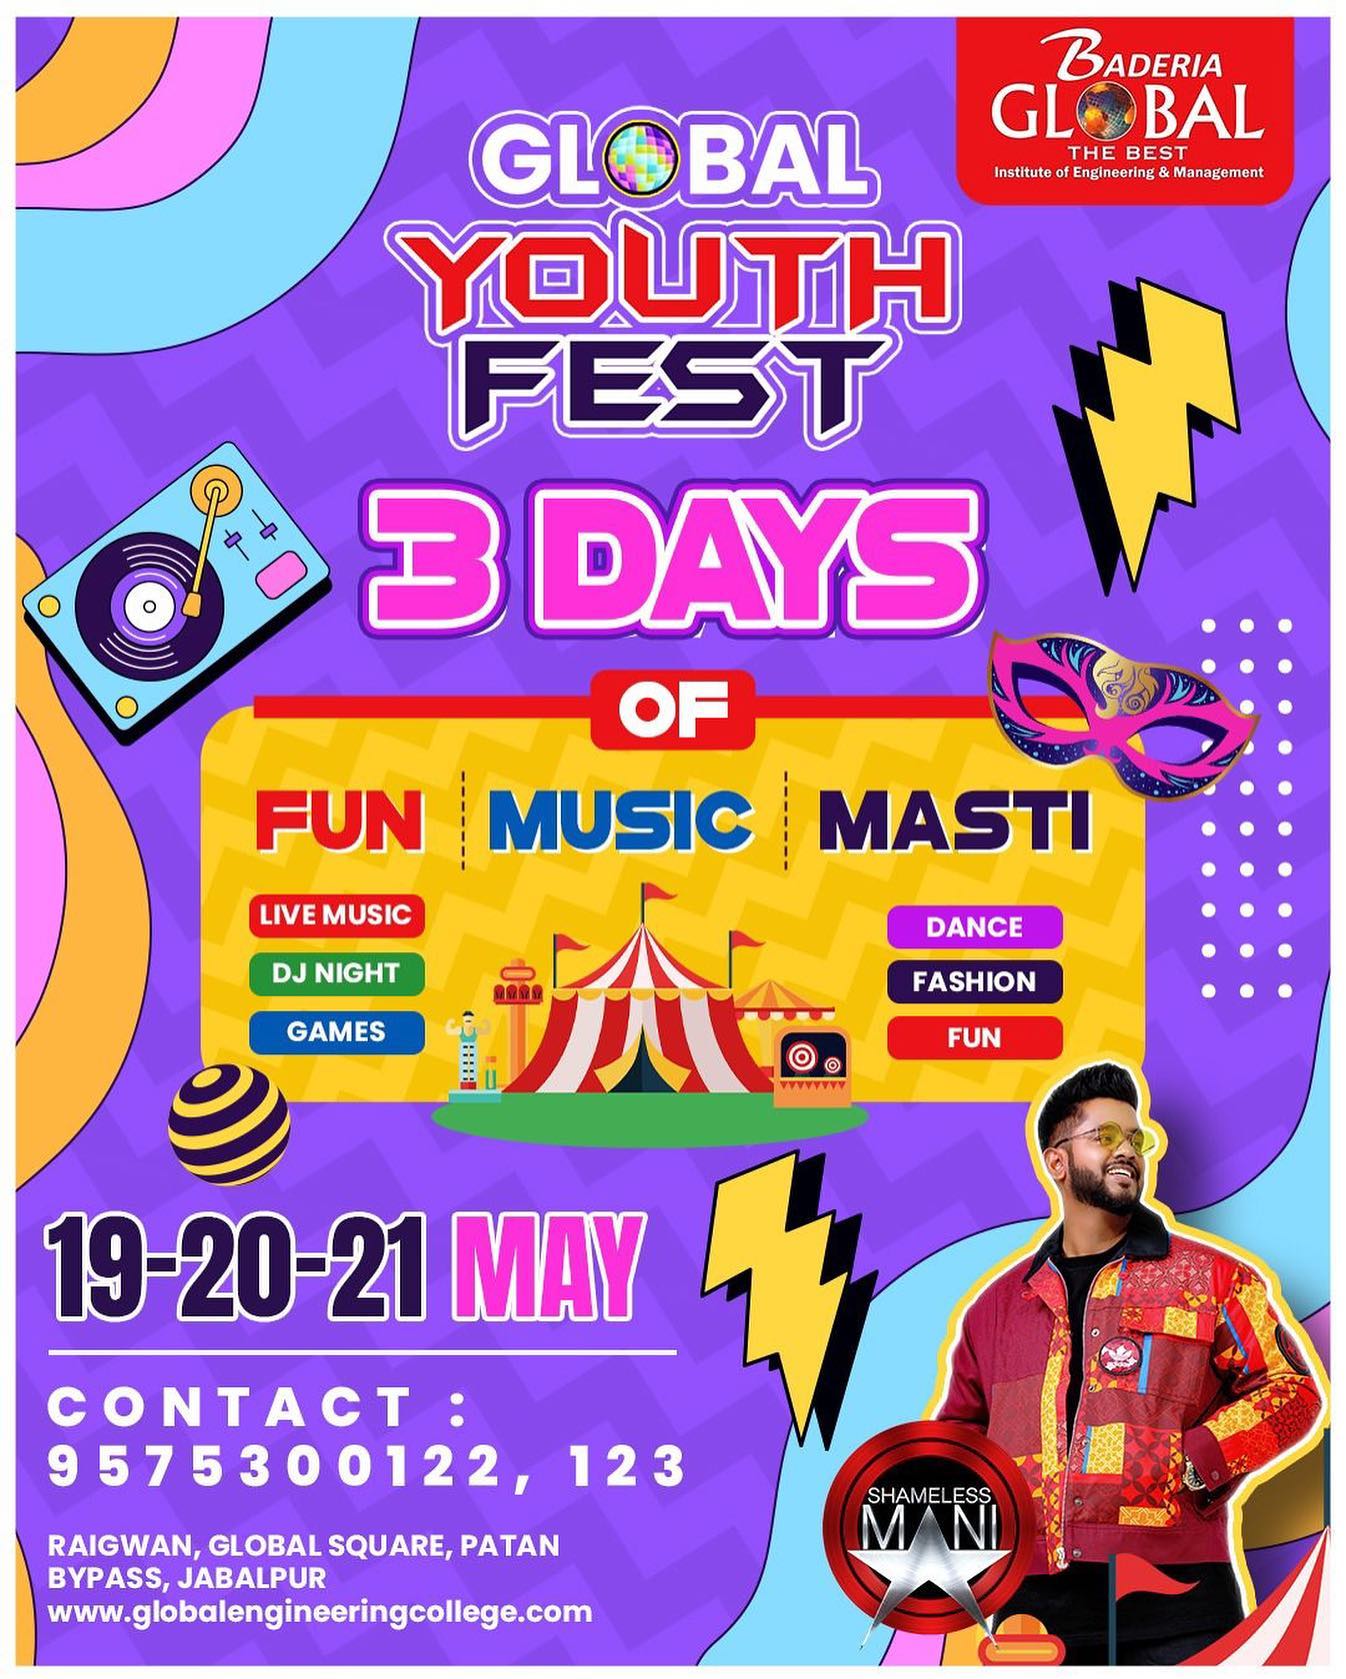 BADERIA
GLOBAL
THE BEST
Institute of Engineering & Management
GLOBAL
YOUTH
FEST
3 DAYS
OF
FUN MUSIC MASTI
LIVE MUSIC
DJ NIGHT
GAMES
DANCE
FASHION
FUN
19-20-21 MAY
CONTACT :
9575300122, 123
RAIGWAN, GLOBAL SQUARE, PATAN
BYPASS, JABALPUR
www.globalengineeringcollege.com
SHAMELESS
MANI